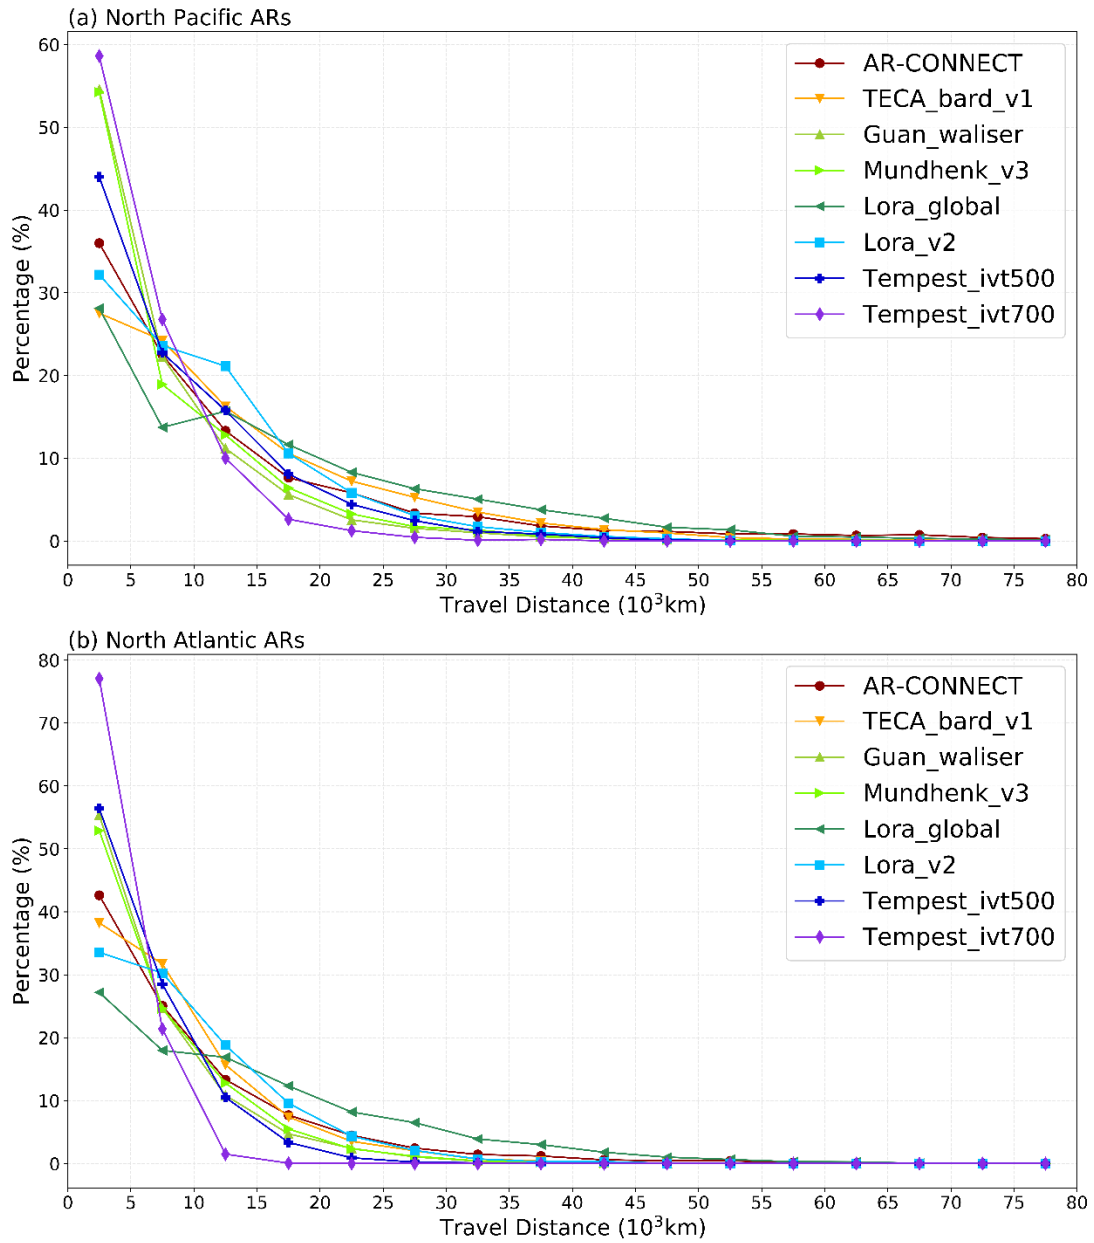 (a) North Pacific ARs
60
50
40
30
20
10
0
Percentage (%)
AR-CONNECT
TECA_bard_v1
Guan_waliser
Mundhenk_v3
Lora_global
Lora_v2
Tempest_ivt500
Tempest_ivt700
0 5 10 15 20 25 30 35 40 45 50 55 60 65 70 75 80
Travel Distance (10³km)
(b) North Atlantic ARs
80
70
60
50
40
30
20
10
0
Percentage (%)
AR-CONNECT
TECA_bard_v1
Guan_waliser
Mundhenk_v3
Lora_global
Lora_v2
Tempest_ivt500
Tempest_ivt700
0 5 10 15 20 25 30 35 40 45 50 55 60 65 70 75 80
Travel Distance (10³km)